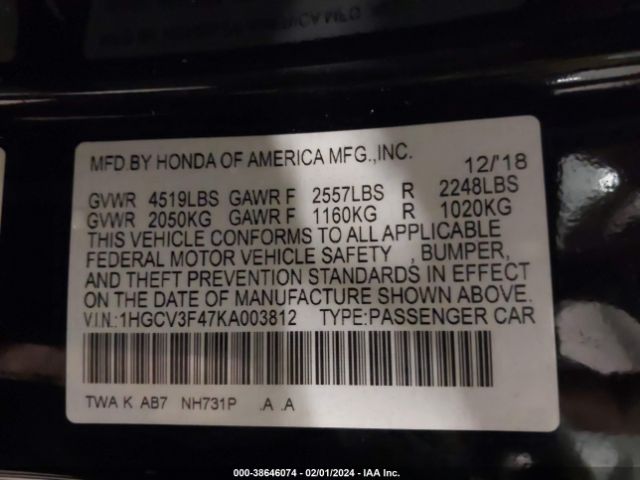 MFD.BY HONDA OF AMERICA MFG.,INC. 12/'18
GVWR 4519LBS GAWR F 2557LBS R 2248LBS
GVWR 2050KG GAWR F 1160KG R 1020KG
THIS VEHICLE CONFORMS TO ALL APPLICABLE
FEDERAL MOTOR VEHICLE SAFETY , BUMPER,
AND THEFT PREVENTION STANDARDS IN EFFECT
ON THE DATE OF MANUFACTURE SHOWN ABOVE.
V.I.N.:1HGCV3F47KA003812 TYPE:PASSENGER CAR
TWA K AB7 NH731P .A .A
000-38646074 - 02/01/2024 - IAA Inc.